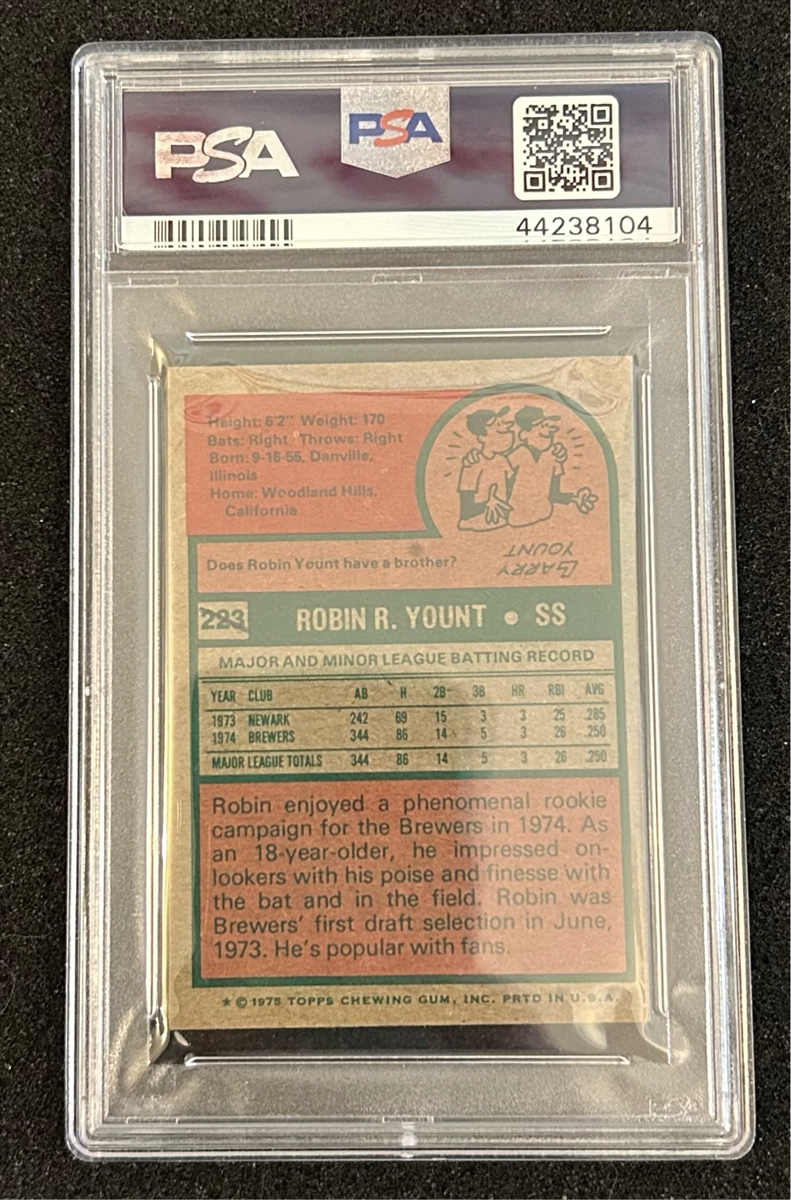 PSA
PSA
44238104
Height: 6'2" Weight: 170
Bats: Right Throws: Right
Born: 9-16-55, Danville,
Illinois
Home: Woodland Hills,
California
Does Robin Yount have a brother?
LARRY
YOUNT
223
ROBIN R. YOUNT • SS
MAJOR AND MINOR LEAGUE BATTING RECORD
YEAR CLUB AB H 2B 3B HR RBI AVG
1973 NEWARK 242 69 15 3 3 25 .285
1974 BREWERS 344 86 14 5 3 26 .250
MAJOR LEAGUE TOTALS 344 86 14 5 3 26 .250
Robin enjoyed a phenomenal rookie
campaign for the Brewers in 1974. As
an 18-year-older, he impressed on-
lookers with his poise and finesse with
the bat and in the field. Robin was
Brewers' first draft selection in June,
1973. He's popular with fans.
* © 1975 TOPPS CHEWING GUM, INC. PRTD IN U.S.A.